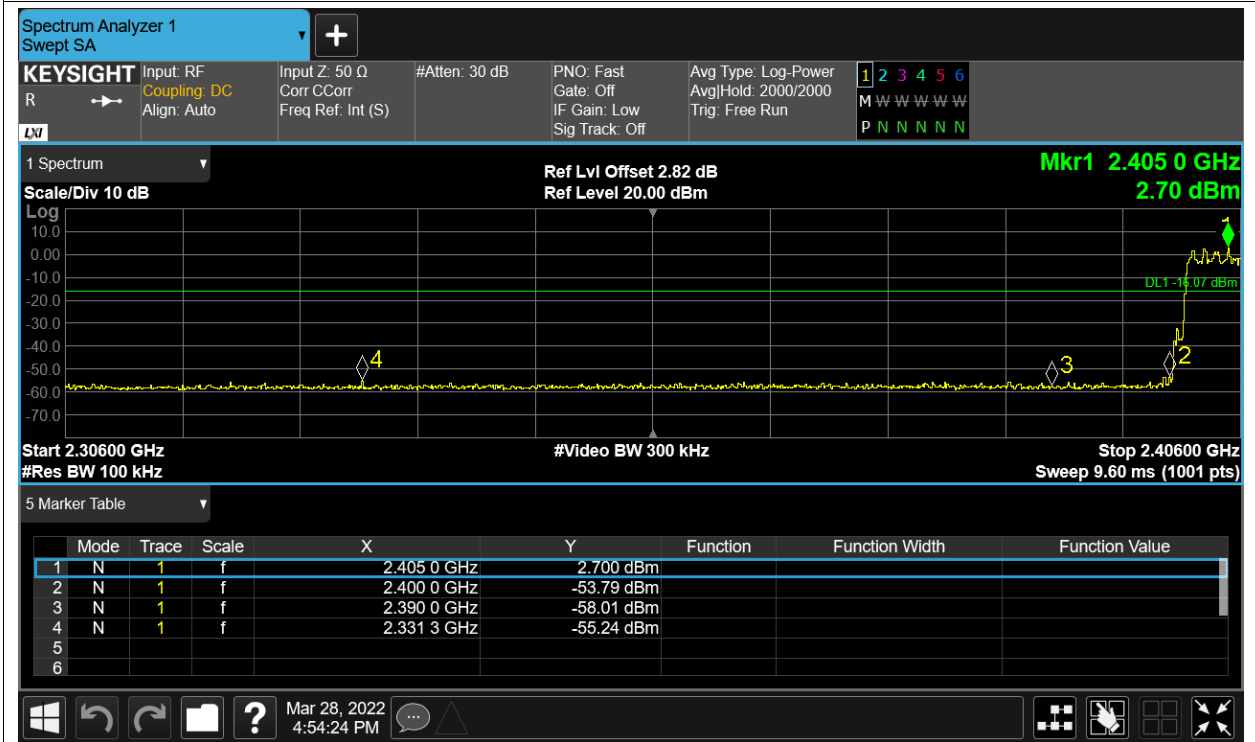 Spectrum Analyzer 1
Swept SA
KEYSIGHT Input: RF Input Z: 50 Ω #Atten: 30 dB PNO: Fast Avg Type: Log-Power 1 2 3 4 5 6
R Coupling: DC Corr CCorr Gate: Off Avg|Hold: 2000/2000 M W W W W W
Align: Auto Freq Ref: Int (S) IF Gain: Low Trig: Free Run
LXI Sig Track: Off P N N N N N
1 Spectrum Ref Lvl Offset 2.82 dB Mkr1 2.405 0 GHz
Scale/Div 10 dB Ref Level 20.00 dBm 2.70 dBm
Log
1
10.0
0.00
-10.0
DL1 -16.07 dBm
-20.0
-30.0
-40.0
4 3 2
-50.0
-60.0
-70.0
Start 2.30600 GHz #Video BW 300 kHz Stop 2.40600 GHz
#Res BW 100 kHz Sweep 9.60 ms (1001 pts)
5 Marker Table
Mode Trace Scale X Y Function Function Width Function Value
1 N 1 f 2.405 0 GHz 2.700 dBm
2 N 1 f 2.400 0 GHz -53.79 dBm
3 N 1 f 2.390 0 GHz -58.01 dBm
4 N 1 f 2.331 3 GHz -55.24 dBm
5
6
? Mar 28, 2022
4:54:24 PM